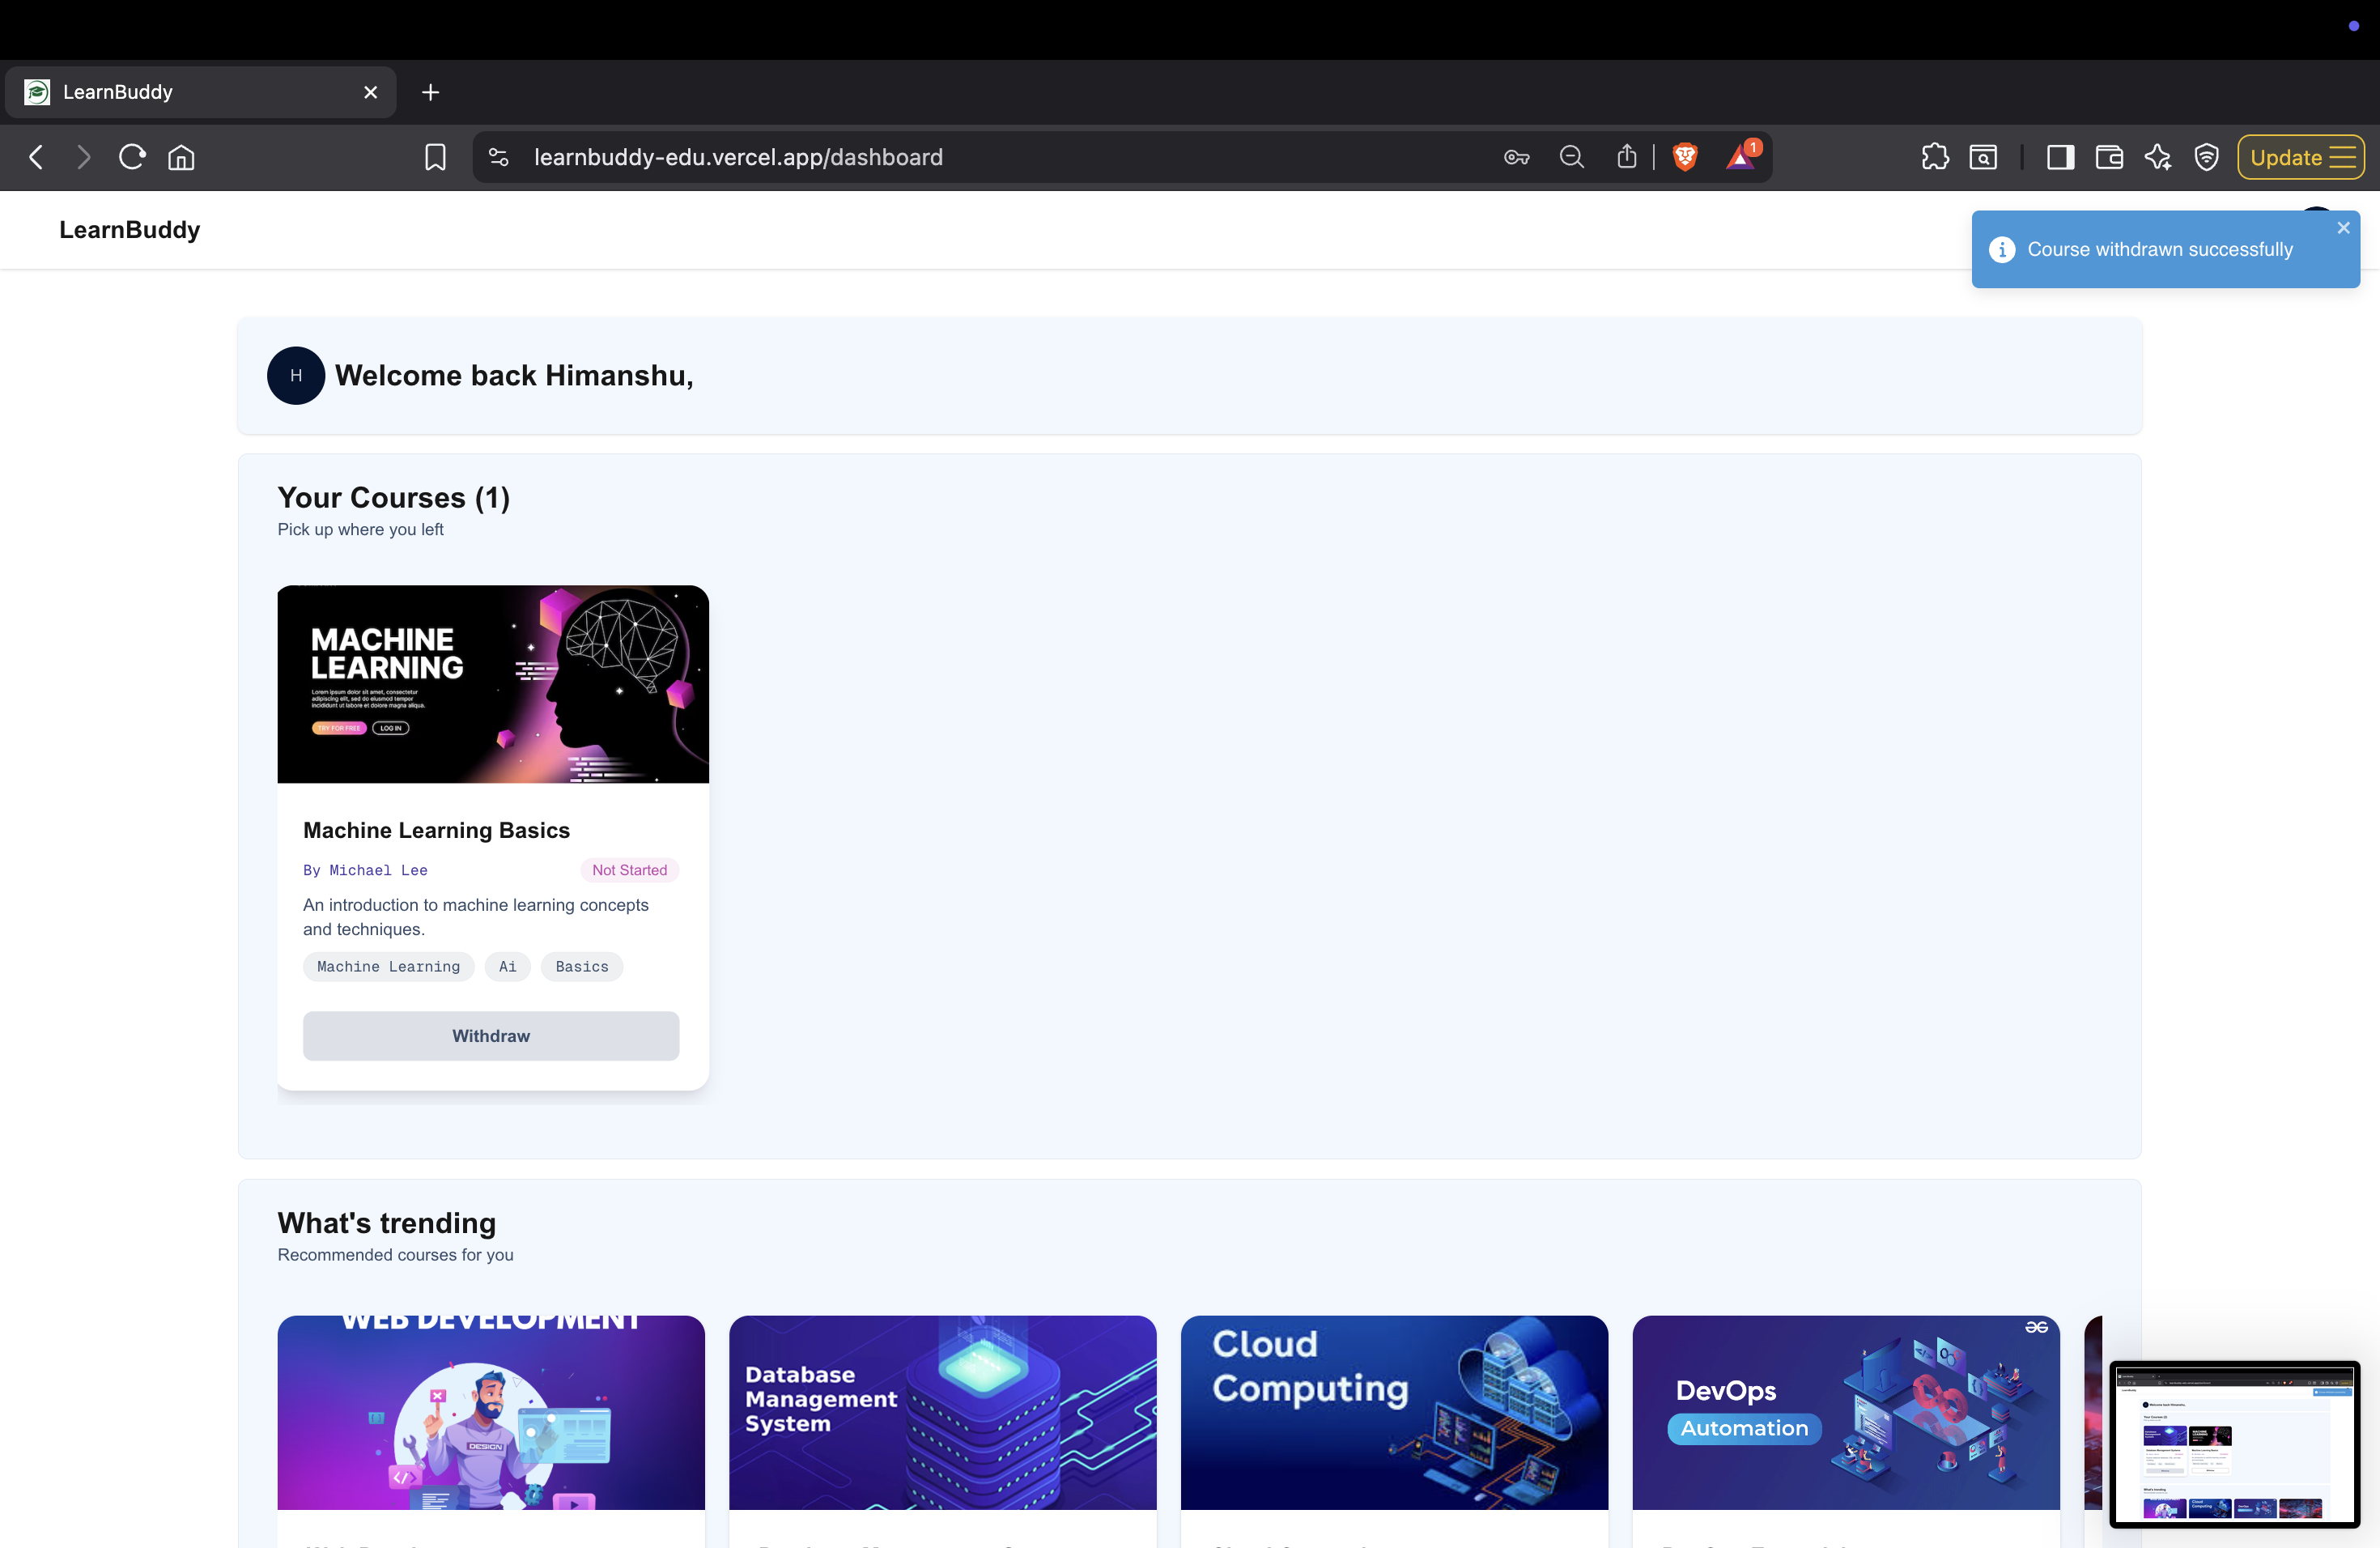 LearnBuddy
learnbuddy-edu.vercel.app/dashboard
1
Update
LearnBuddy
Course withdrawn successfully
H
Welcome back Himanshu,
Your Courses (1)
Pick up where you left
MACHINE
LEARNING
Lorem ipsum dolor sit amet, consectetur
adipiscing elit, sed do eiusmod tempor
incididunt ut labore et dolore magna aliqua.
TRY FOR FREE LOG IN
Machine Learning Basics
By Michael Lee Not Started
An introduction to machine learning concepts
and techniques.
Machine Learning Ai Basics
Withdraw
What's trending
Recommended courses for you
WEB DEVELOPMENT
DESIGN
Database
Management
System
Cloud
Computing
DevOps
Automation